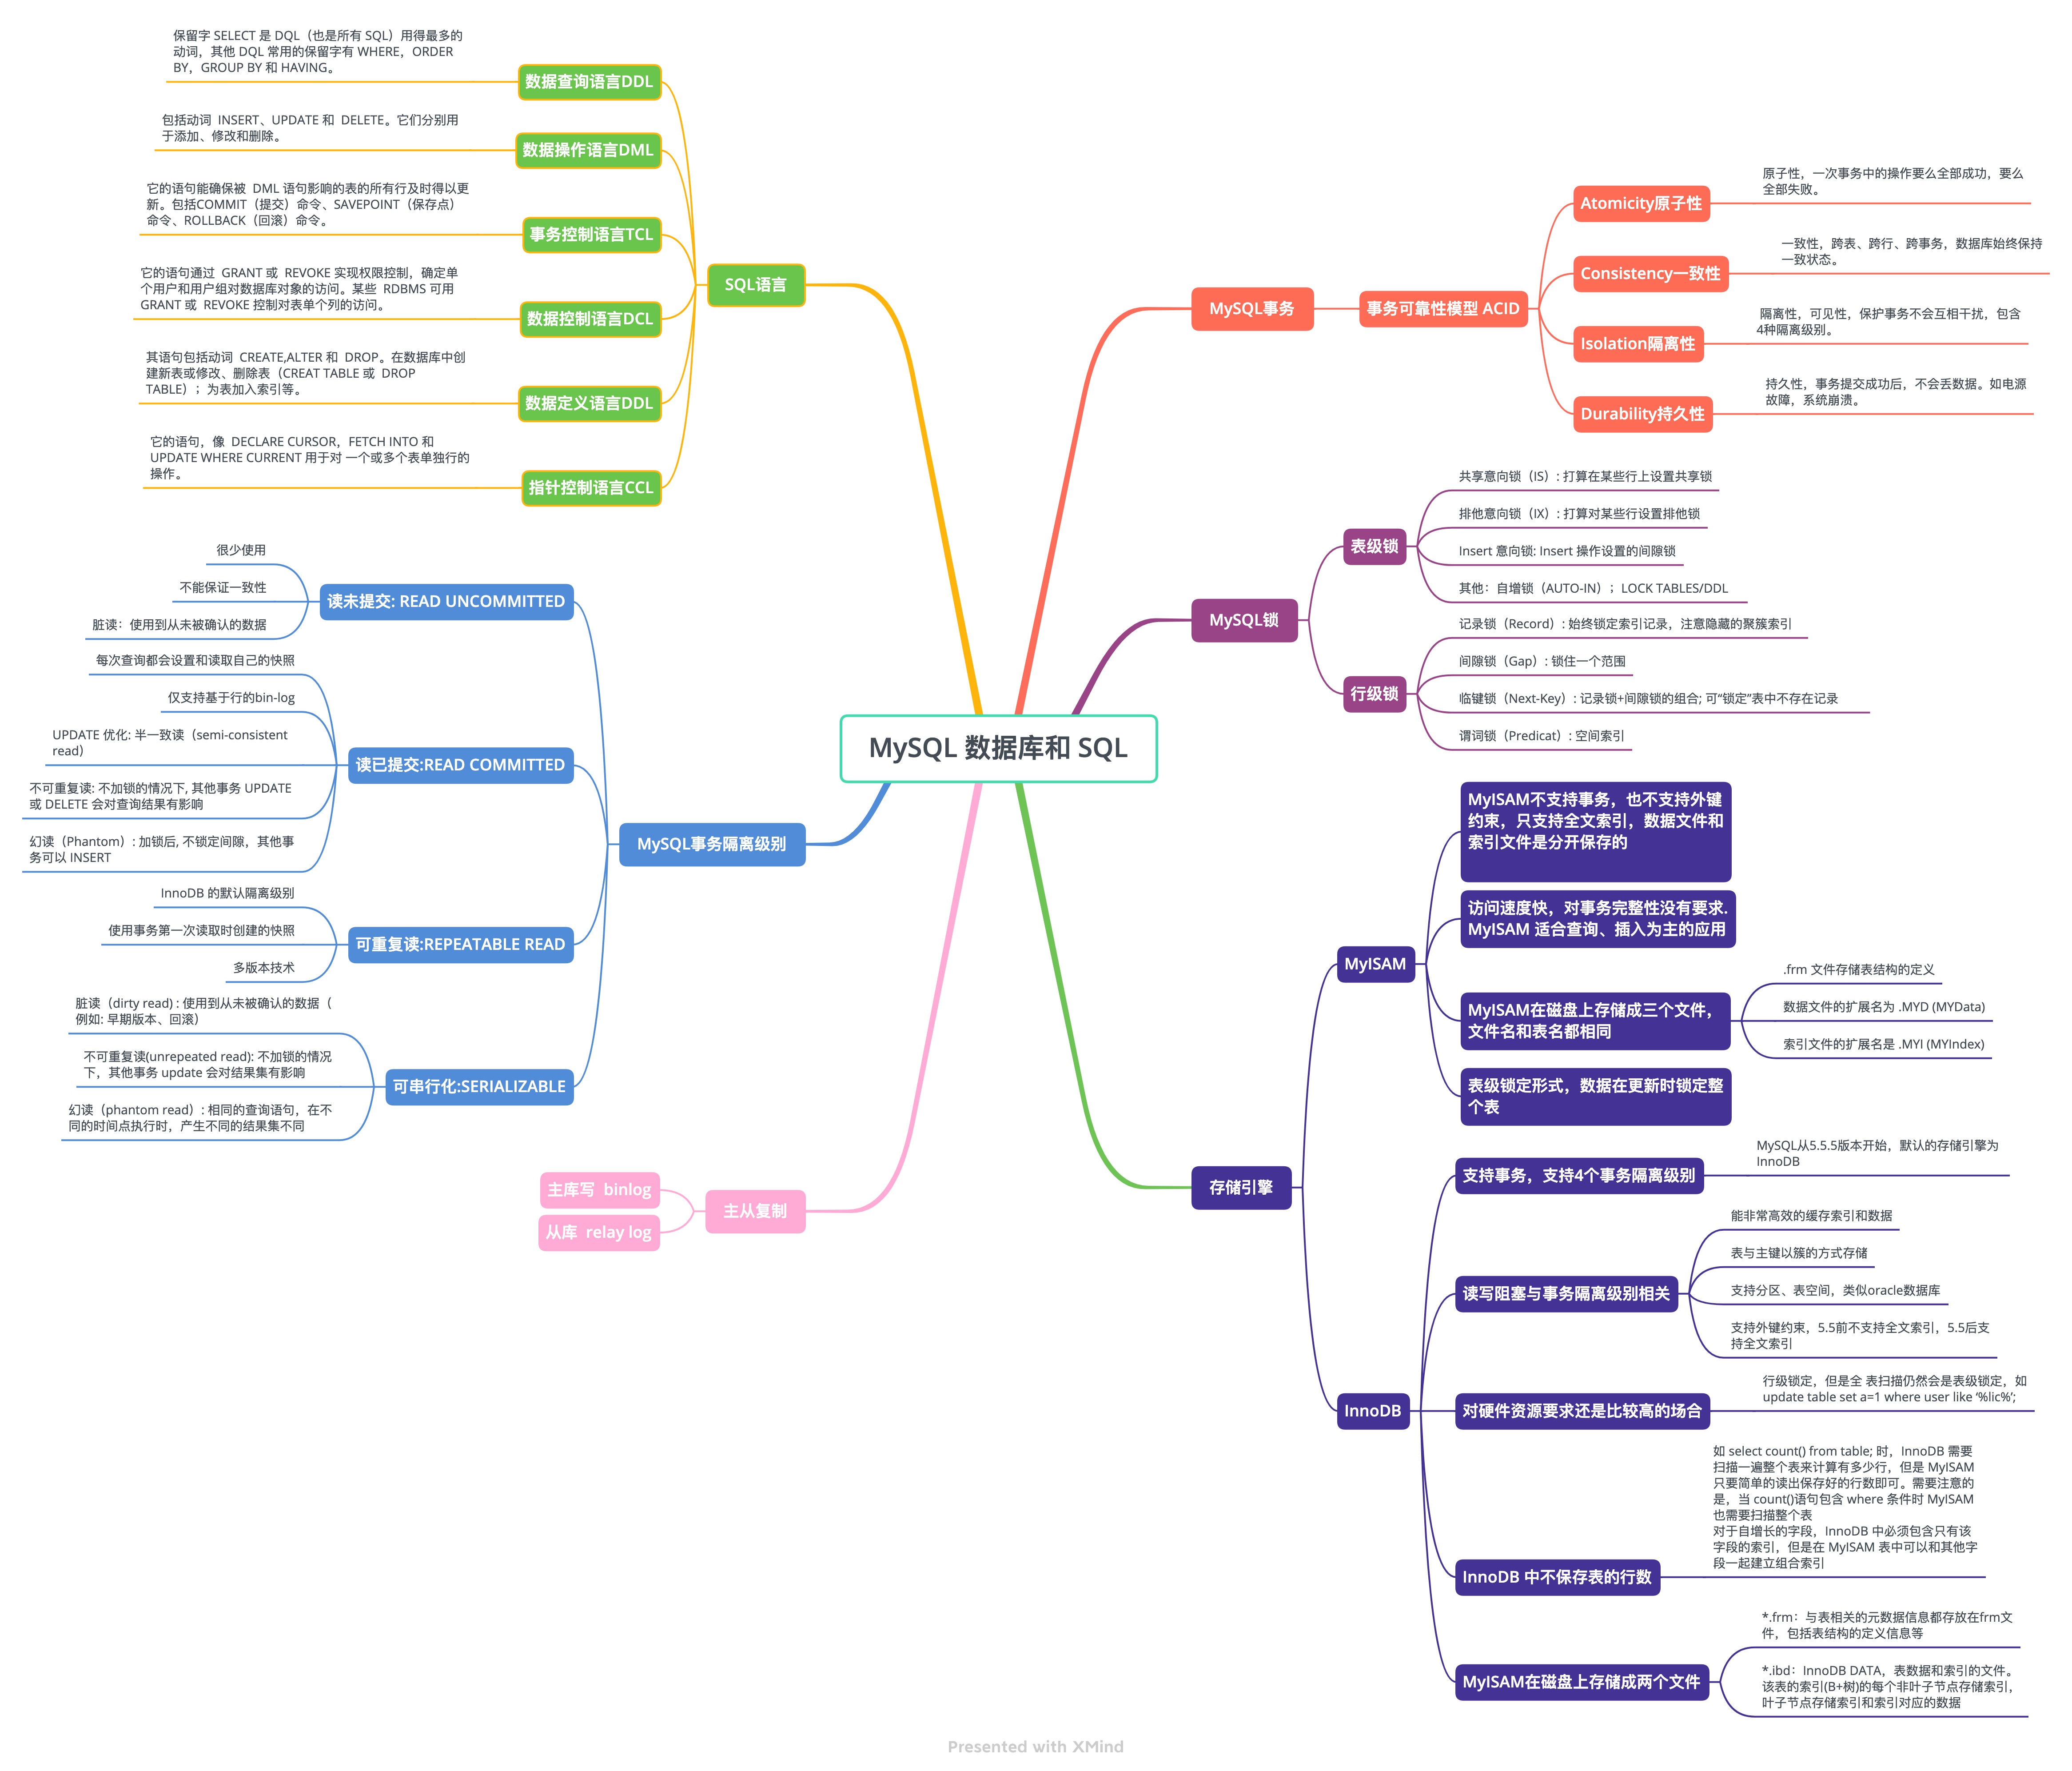 MySQL 数据库和 SQL
SQL语言
数据查询语言DDL
保留字 SELECT 是 DQL（也是所有 SQL）用得最多的
动词，其他 DQL 常用的保留字有 WHERE，ORDER
BY，GROUP BY 和 HAVING。
数据操作语言DML
包括动词 INSERT、UPDATE 和 DELETE。它们分别用
于添加、修改和删除。
事务控制语言TCL
它的语句能确保被 DML 语句影响的表的所有行及时得以更
新。包括COMMIT（提交）命令、SAVEPOINT（保存点）
命令、ROLLBACK（回滚）命令。
数据控制语言DCL
它的语句通过 GRANT 或 REVOKE 实现权限控制，确定单
个用户和用户组对数据库对象的访问。某些 RDBMS 可用
GRANT 或 REVOKE 控制对表单个列的访问。
数据定义语言DDL
其语句包括动词 CREATE,ALTER 和 DROP。在数据库中创
建新表或修改、删除表（CREAT TABLE 或 DROP
TABLE）；为表加入索引等。
指针控制语言CCL
它的语句，像 DECLARE CURSOR，FETCH INTO 和
UPDATE WHERE CURRENT 用于对 一个或多个表单独行的
操作。
MySQL事务隔离级别
读未提交: READ UNCOMMITTED
很少使用
不能保证一致性
脏读：使用到从未被确认的数据
读已提交:READ COMMITTED
每次查询都会设置和读取自己的快照
仅支持基于行的bin-log
UPDATE 优化: 半一致读（semi-consistent
read）
不可重复读: 不加锁的情况下, 其他事务 UPDATE
或 DELETE 会对查询结果有影响
幻读（Phantom）: 加锁后, 不锁定间隙，其他事
务可以 INSERT
可重复读:REPEATABLE READ
InnoDB 的默认隔离级别
使用事务第一次读取时创建的快照
多版本技术
可串行化:SERIALIZABLE
脏读（dirty read) : 使用到从未被确认的数据（
例如: 早期版本、回滚）
不可重复读(unrepeated read): 不加锁的情况
下，其他事务 update 会对结果集有影响
幻读（phantom read）: 相同的查询语句，在不
同的时间点执行时，产生不同的结果集不同
主从复制
主库写 binlog
从库 relay log
MySQL事务
事务可靠性模型 ACID
Atomicity原子性
原子性，一次事务中的操作要么全部成功，要么
全部失败。
Consistency一致性
一致性，跨表、跨行、跨事务，数据库始终保持
一致状态。
Isolation隔离性
隔离性，可见性，保护事务不会互相干扰，包含
4种隔离级别。
Durability持久性
持久性，事务提交成功后，不会丢数据。如电源
故障，系统崩溃。
MySQL锁
表级锁
共享意向锁（IS）: 打算在某些行上设置共享锁
排他意向锁（IX）: 打算对某些行设置排他锁
Insert 意向锁: Insert 操作设置的间隙锁
其他：自增锁（AUTO-IN）；LOCK TABLES/DDL
行级锁
记录锁（Record）: 始终锁定索引记录，注意隐藏的聚簇索引
间隙锁（Gap）: 锁住一个范围
临键锁（Next-Key）: 记录锁+间隙锁的组合; 可“锁定”表中不存在记录
谓词锁（Predicat）: 空间索引
存储引擎
MyISAM
MyISAM不支持事务，也不支持外键
约束，只支持全文索引，数据文件和
索引文件是分开保存的
访问速度快，对事务完整性没有要求.
MyISAM 适合查询、插入为主的应用
MyISAM在磁盘上存储成三个文件，
文件名和表名都相同
.frm 文件存储表结构的定义
数据文件的扩展名为 .MYD (MYData)
索引文件的扩展名是 .MYI (MYIndex)
表级锁定形式，数据在更新时锁定整
个表
InnoDB
支持事务，支持4个事务隔离级别
MySQL从5.5.5版本开始，默认的存储引擎为
InnoDB
读写阻塞与事务隔离级别相关
能非常高效的缓存索引和数据
表与主键以簇的方式存储
支持分区、表空间，类似oracle数据库
支持外键约束，5.5前不支持全文索引，5.5后支
持全文索引
对硬件资源要求还是比较高的场合
行级锁定，但是全 表扫描仍然会是表级锁定，如
update table set a=1 where user like ‘%lic%’;
InnoDB 中不保存表的行数
如 select count() from table; 时，InnoDB 需要
扫描一遍整个表来计算有多少行，但是 MyISAM
只要简单的读出保存好的行数即可。需要注意的
是，当 count()语句包含 where 条件时 MyISAM
也需要扫描整个表
对于自增长的字段，InnoDB 中必须包含只有该
字段的索引，但是在 MyISAM 表中可以和其他字
段一起建立组合索引
MyISAM在磁盘上存储成两个文件
*.frm：与表相关的元数据信息都存放在frm文
件，包括表结构的定义信息等
*.ibd：InnoDB DATA，表数据和索引的文件。
该表的索引(B+树)的每个非叶子节点存储索引，
叶子节点存储索引和索引对应的数据
Presented with XMind